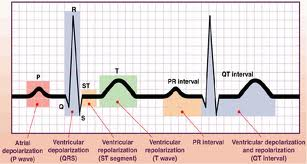 R
P
Q
S
ST
T
PR interval
QT interval
Atrial
depolarization
(P wave)
Ventricular
depolarization
(QRS)
Ventricular
repolarization
(ST segment)
Ventricular
repolarization
(T wave)
PR interval
Ventricular depolarization
and repolarization
(QT interval)